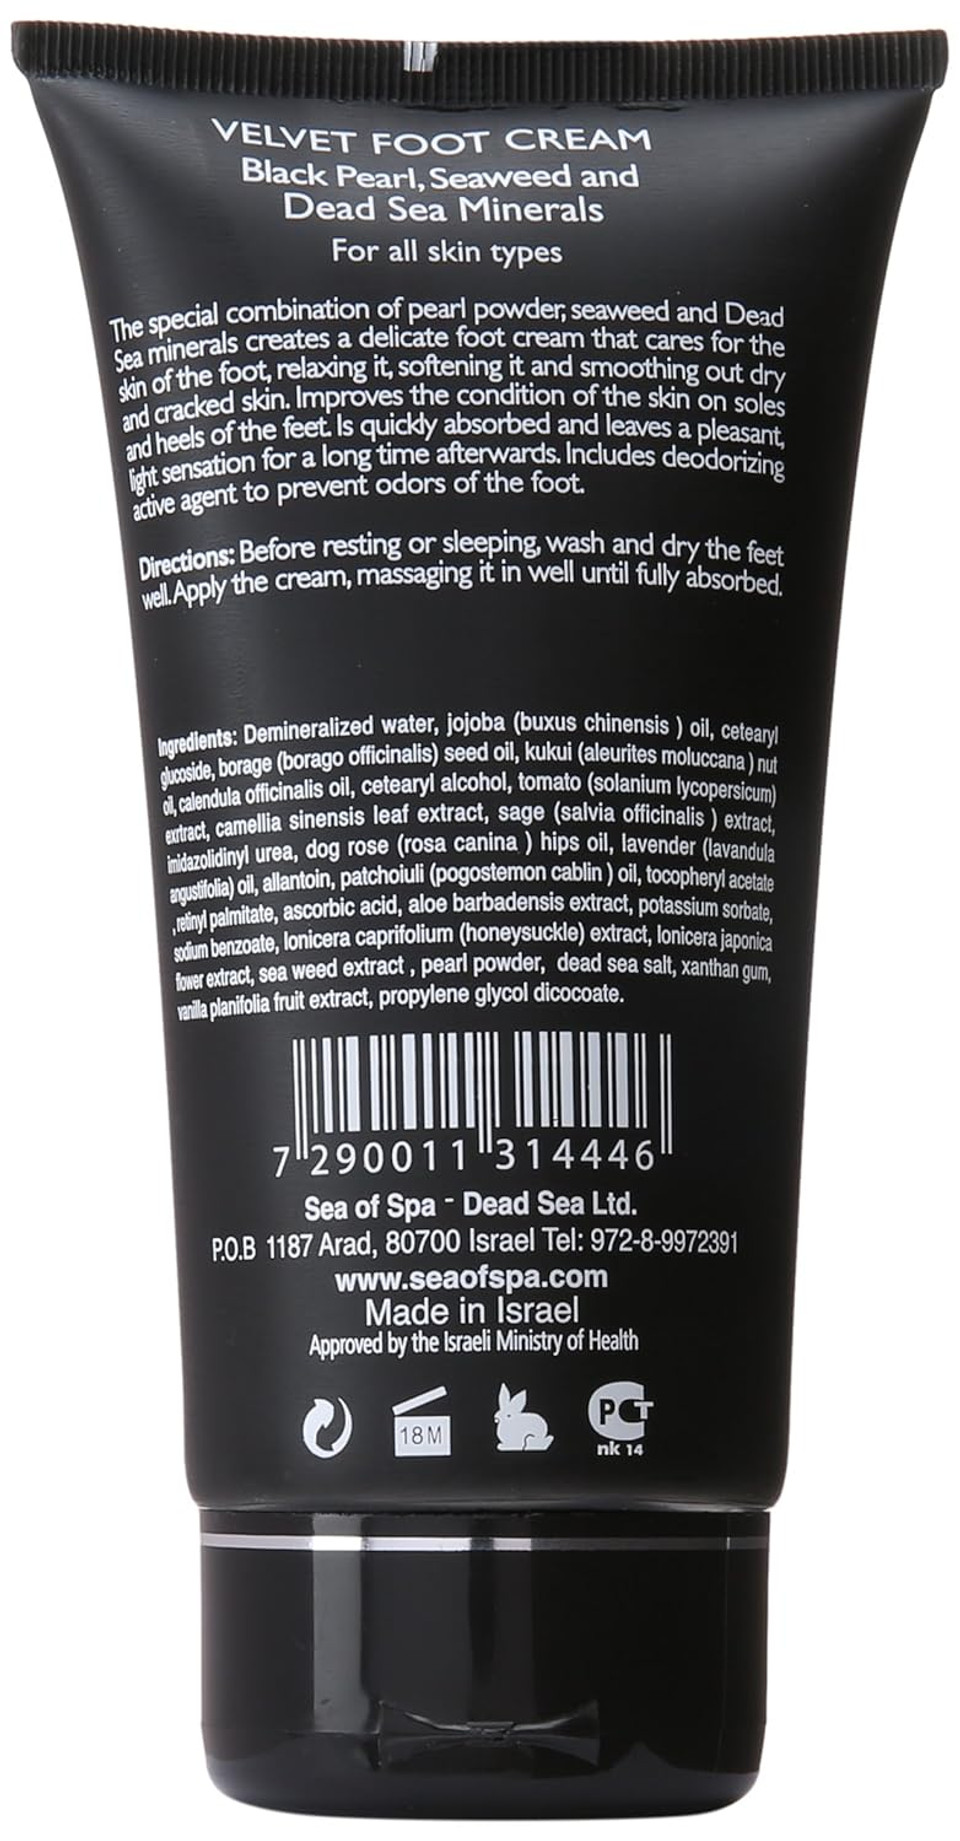 VELVET FOOT CREAM
Black Pearl, Seaweed and
Dead Sea Minerals
For all skin types
The special combination of pearl powder, seaweed and Dead
Sea minerals creates a delicate foot cream that cares for the
skin of the foot, relaxing it, softening it and smoothing out dry
and cracked skin. Improves the condition of the skin on soles
and heels of the feet. Is quickly absorbed and leaves a pleasant,
light sensation for a long time afterwards. Includes deodorizing
active agent to prevent odors of the foot.
Directions: Before resting or sleeping, wash and dry the feet
well. Apply the cream, massaging it in well until fully absorbed.
Ingredients: Demineralized water, jojoba (buxus chinensis ) oil, cetearyl
glucoside, borage (borago officinalis) seed oil, kukui (aleurites moluccana ) nut
oil, calendula officinalis oil, cetearyl alcohol, tomato (solanium lycopersicum)
exrtract, camellia sinensis leaf extract, sage (salvia officinalis ) extract,
imidazolidinyl urea, dog rose (rosa canina ) hips oil, lavender (lavandula
angustifolia) oil, allantoin, patchoiuli (pogostemon cablin ) oil, tocopheryl acetate
, retinyl palmitate, ascorbic acid, aloe barbadensis extract, potassium sorbate,
sodium benzoate, lonicera caprifolium (honeysuckle) extract, lonicera japonica
flower extract, sea weed extract , pearl powder, dead sea salt, xanthan gum,
vanilla planifolia fruit extract, propylene glycol dicocoate.
7 290011 314446
Sea of Spa - Dead Sea Ltd.
P.O.B 1187 Arad, 80700 Israel Tel: 972-8-9972391
www.seaofspa.com
Made in Israel
Approved by the Israeli Ministry of Health
18M
PCT
nk 14